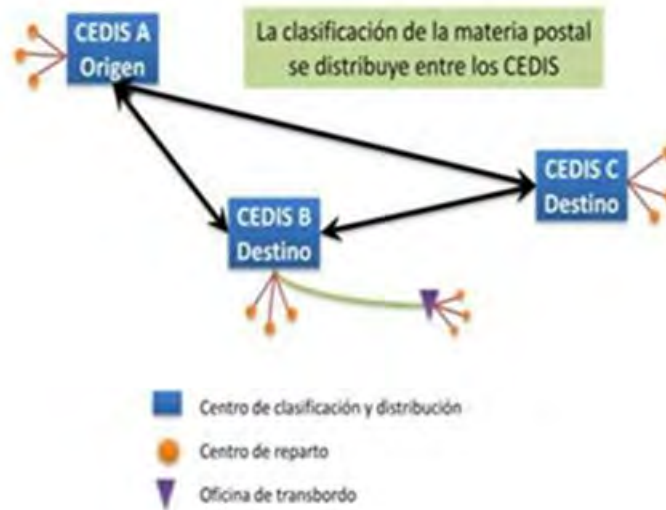 CEDIS A
Origen
La clasificación de la materia postal
se distribuye entre los CEDIS
CEDIS C
Destino
CEDIS B
Destino
Centro de clasificación y distribución
Centro de reparto
Oficina de transbordo